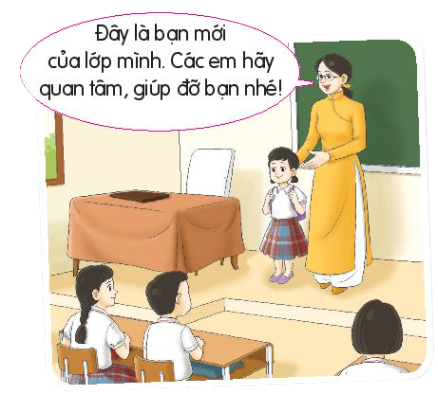 Đây là bạn mới
của lớp mình. Các em hãy
quan tâm, giúp đỡ bạn nhé!